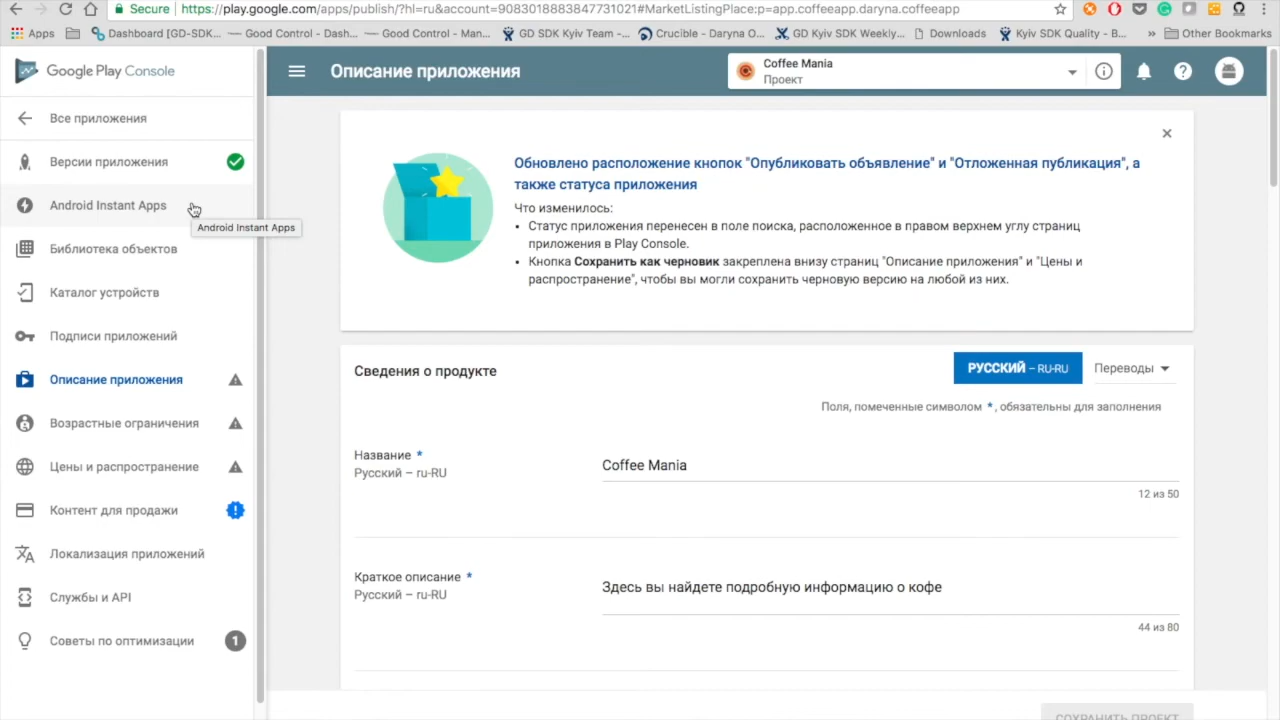 Secure https://play.google.com/apps/publish/?hl=ru&account=9083018883847731021#MarketListingPlace:p=app.coffeeapp.daryna.coffeeapp
Apps Dashboard [GD-SDK... Good Control - Dash... Good Control - Man... GD SDK Kyiv Team -... Crucible - Daryna O... GD Kyiv SDK Weekly... Downloads Kyiv SDK Quality - B... » Other Bookmarks
Google Play Console
Описание приложения
Coffee Mania
Проект
Все приложения
Версии приложения
Android Instant Apps
Android Instant Apps
Библиотека объектов
Каталог устройств
Подписи приложений
Описание приложения
Возрастные ограничения
Цены и распространение
Контент для продажи
Локализация приложений
Службы и API
Советы по оптимизации 1
Обновлено расположение кнопок "Опубликовать объявление" и "Отложенная публикация", а
также статуса приложения
Что изменилось:
• Статус приложения перенесен в поле поиска, расположенное в правом верхнем углу страниц
приложения в Play Console.
• Кнопка Сохранить как черновик закреплена внизу страниц "Описание приложения" и "Цены и
распространение", чтобы вы могли сохранить черновую версию на любой из них.
Сведения о продукте
РУССКИЙ – RU-RU
Переводы
Поля, помеченные символом *, обязательны для заполнения
Название *
Русский – ru-RU
Coffee Mania
12 из 50
Краткое описание *
Русский – ru-RU
Здесь вы найдете подробную информацию о кофе
44 из 80
СОХРАНИТЬ ПРОЕКТ